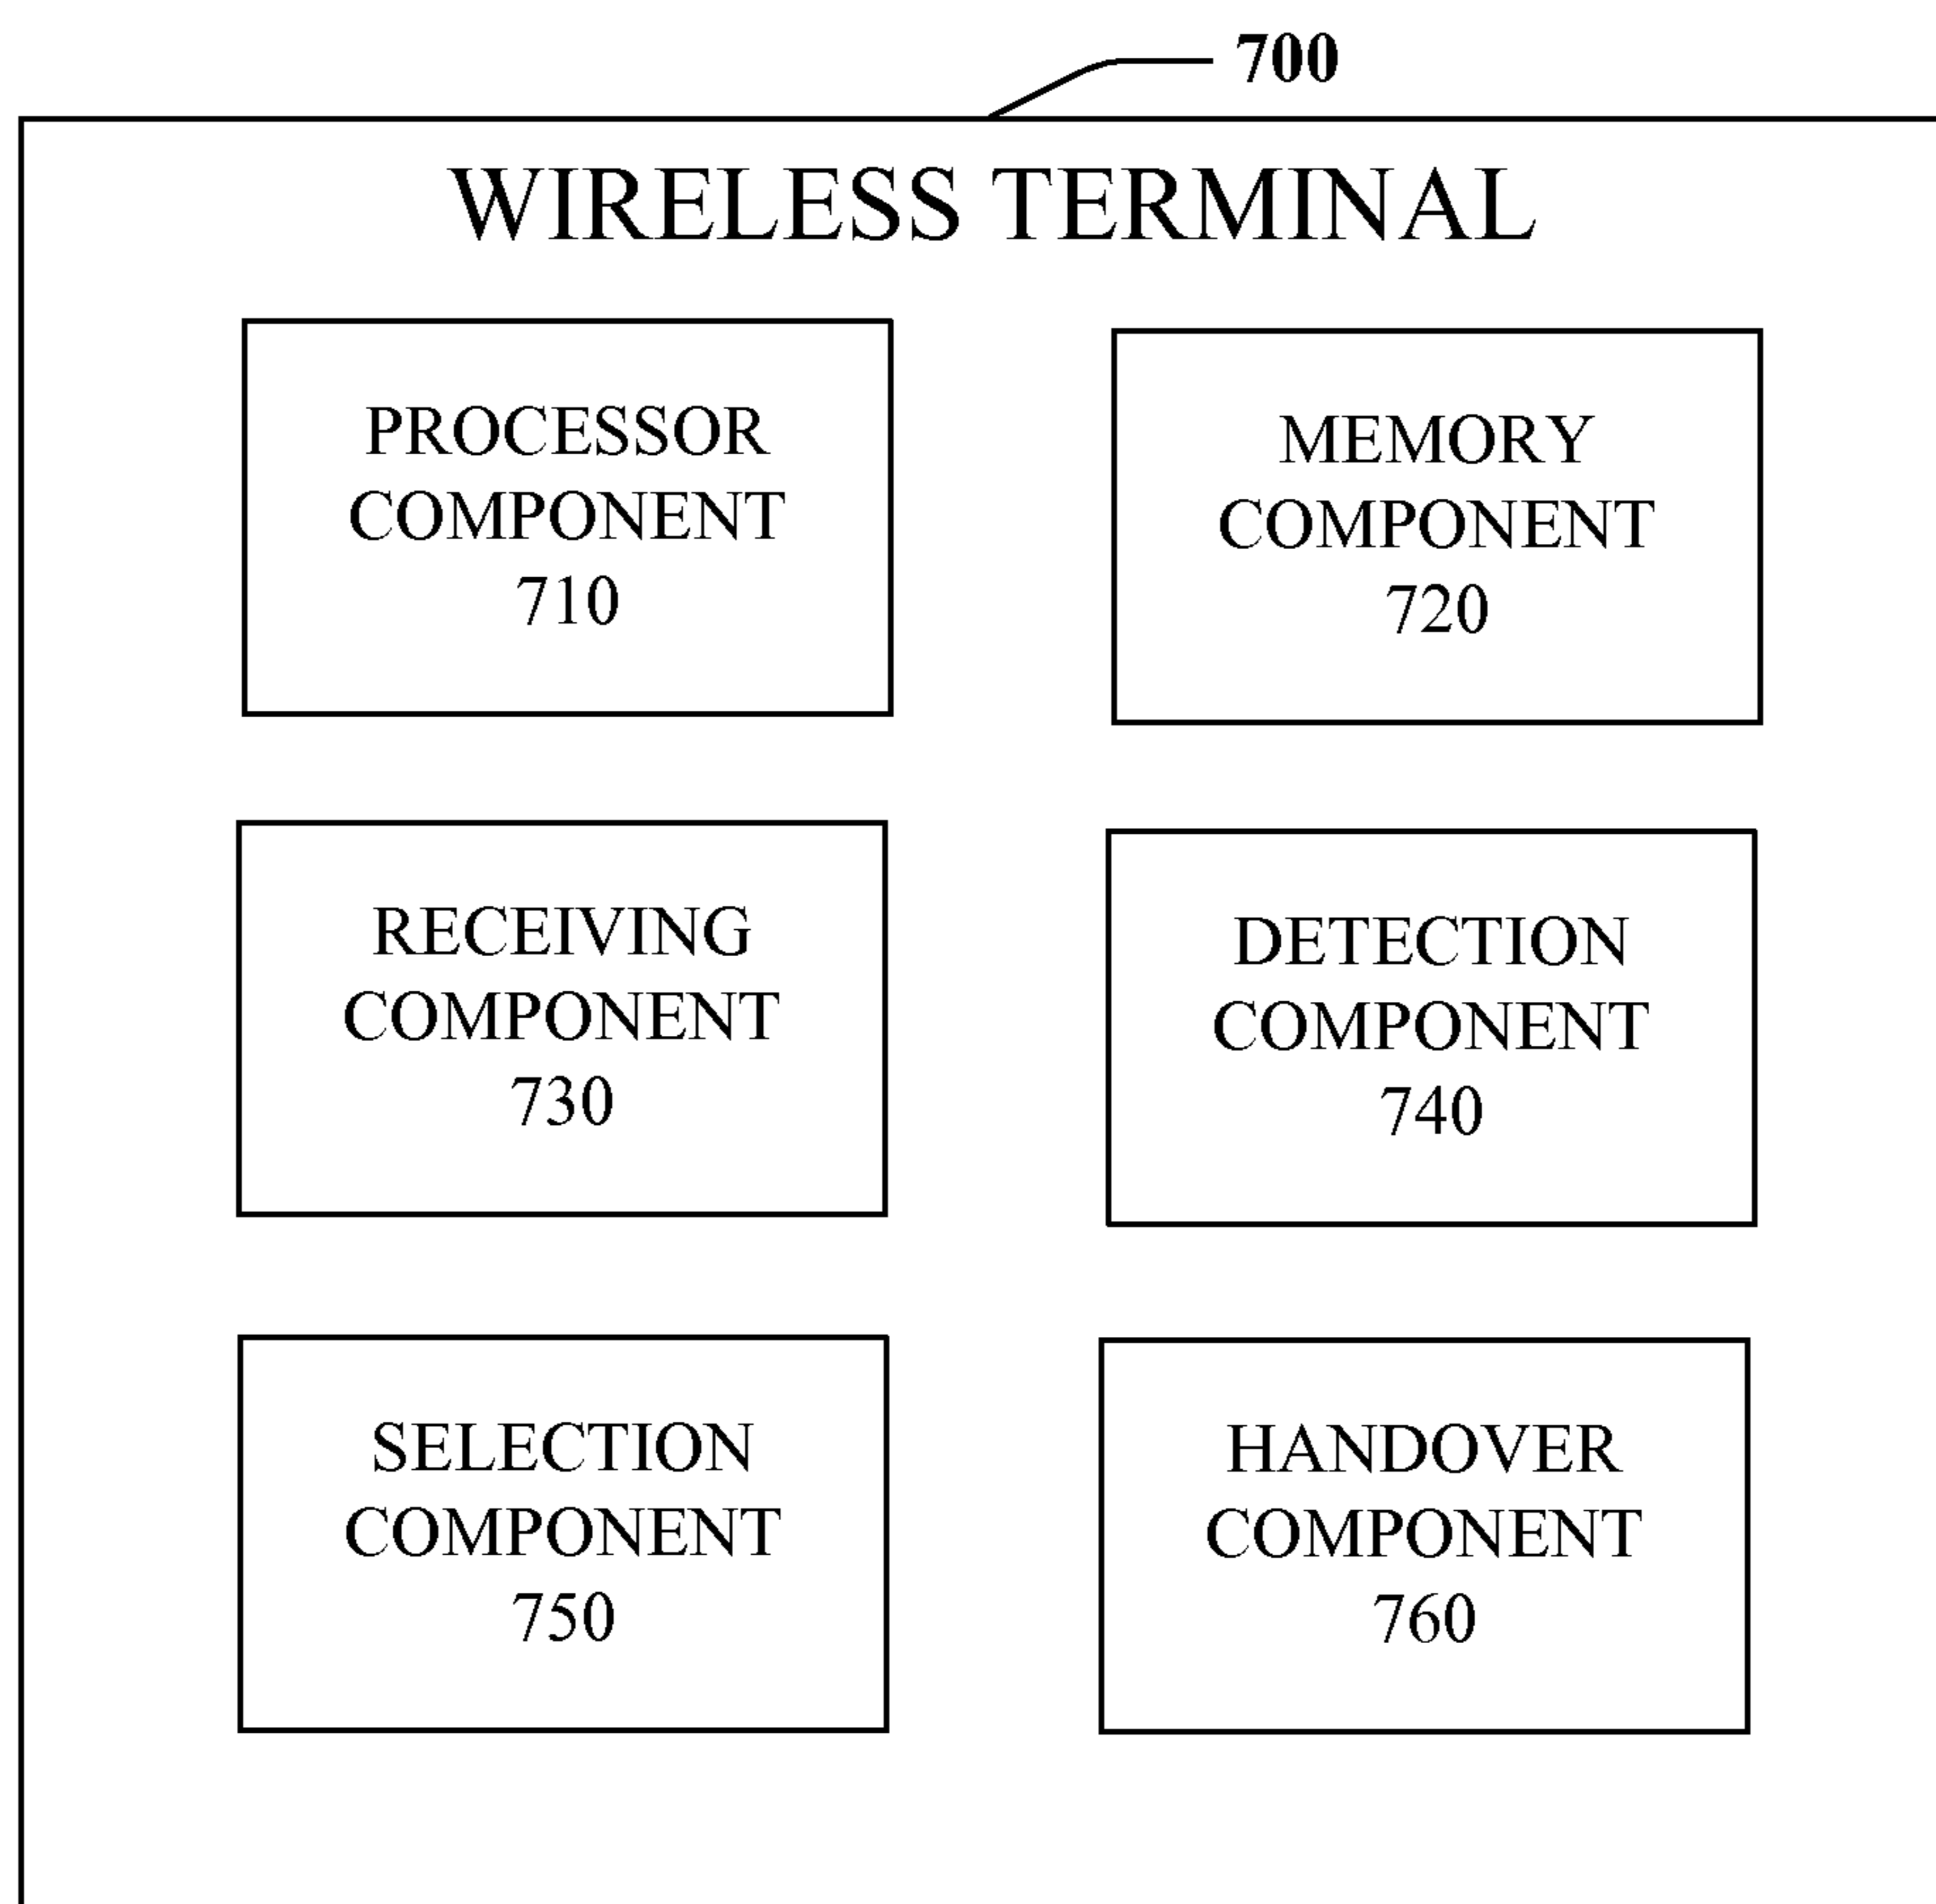 700
WIRELESS TERMINAL
PROCESSOR
COMPONENT
710
MEMORY
COMPONENT
720
RECEIVING
COMPONENT
730
DETECTION
COMPONENT
740
SELECTION
COMPONENT
750
HANDOVER
COMPONENT
760